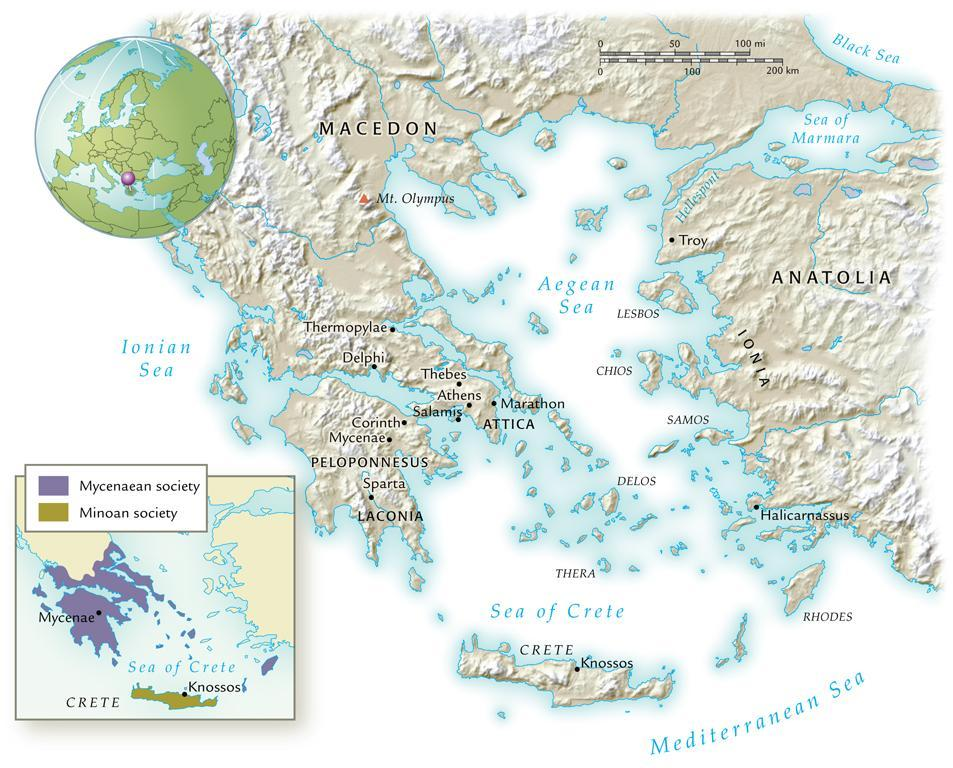 0 50 100 mi
0 100 200 km
Black Sea
Sea of
Marmara
MACEDON
Mt. Olympus
Hellespont
Troy
ANATOLIA
Aegean
Sea
LESBOS
Thermopylae
Ionian
Sea
Delphi
IONIA
CHIOS
Thebes
Athens
Marathon
Salamis
ATTICA
SAMOS
Corinth
Mycenae
PELOPONNESUS
Sparta
DELOS
LACONIA
Halicarnassus
THERA
Sea of Crete
RHODES
CRETE
Knossos
Mediterranean Sea
Mycenaean society
Minoan society
Mycenae
Sea of Crete
Knossos
CRETE